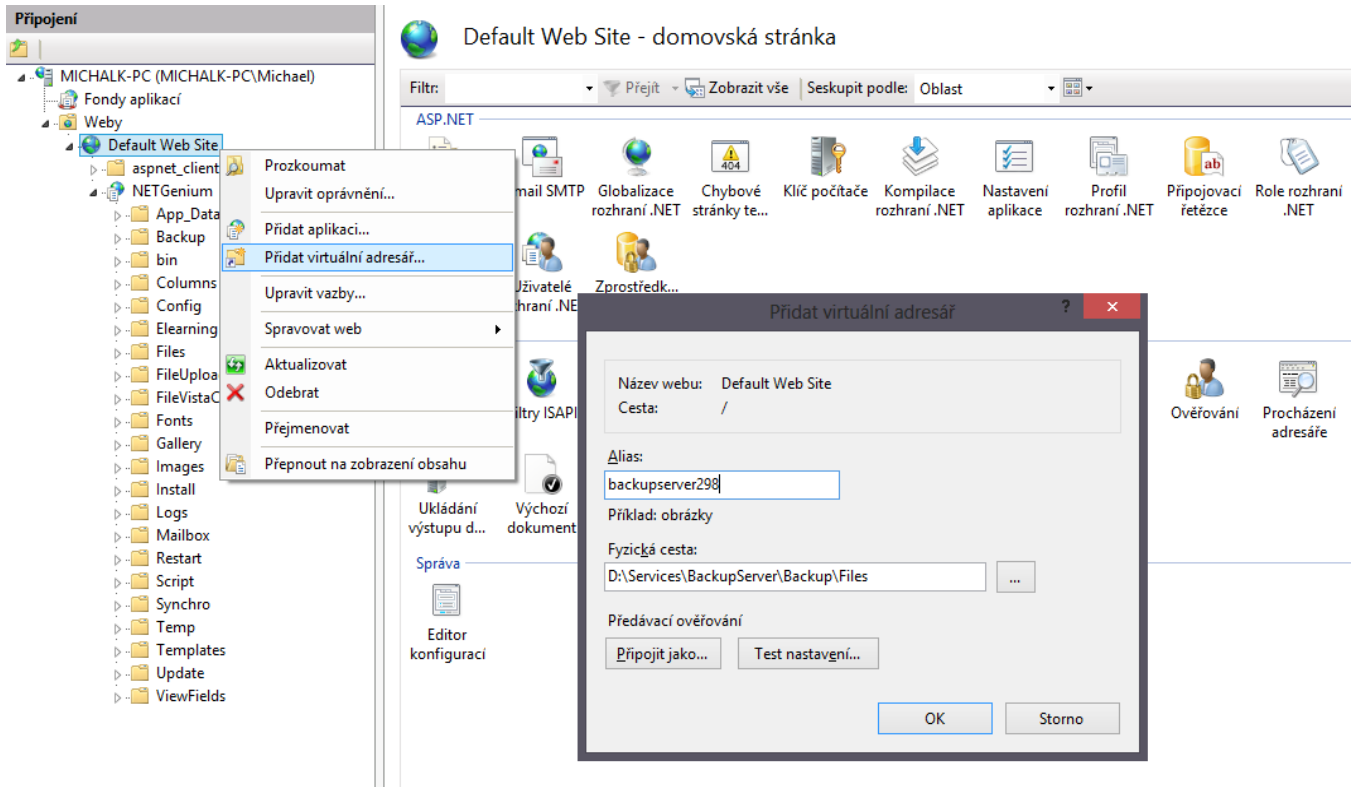 Připojení
MICHALK-PC (MICHALK-PC\Michael)
Fondy aplikací
Weby
Default Web Site
aspnet_client
NETGenium
App_Data
Backup
bin
Columns
Config
Elearning
Files
FileUploa
FileVistaC
Fonts
Gallery
Images
Install
Logs
Mailbox
Restart
Script
Synchro
Temp
Templates
Update
ViewFields
Prozkoumat
Upravit oprávnění...
Přidat aplikaci...
Přidat virtuální adresář...
Upravit vazby...
Spravovat web
Aktualizovat
Odebrat
Přejmenovat
Přepnout na zobrazení obsahu
Default Web Site - domovská stránka
Filtr:
Přejít
Zobrazit vše
Seskupit podle: Oblast
ASP.NET
mail SMTP
Globalizace
rozhraní .NET
404
Chybové
stránky te...
Klíč počítače
Kompilace
rozhraní .NET
Nastavení
aplikace
Profil
rozhraní .NET
ab
Připojovací
řetězce
Role rozhraní
.NET
Uživatelé
hraní .NE
Zprostředk...
iltry ISAPI
Ověřování
Procházení
adresáře
Ukládání
výstupu d...
Výchozí
dokument
Správa
Editor
konfigurací
Přidat virtuální adresář
?
Název webu: Default Web Site
Cesta: /
Alias:
backupserver298
Příklad: obrázky
Fyzická cesta:
D:\Services\BackupServer\Backup\Files
...
Předávací ověřování
Připojit jako...
Test nastavení...
OK
Storno